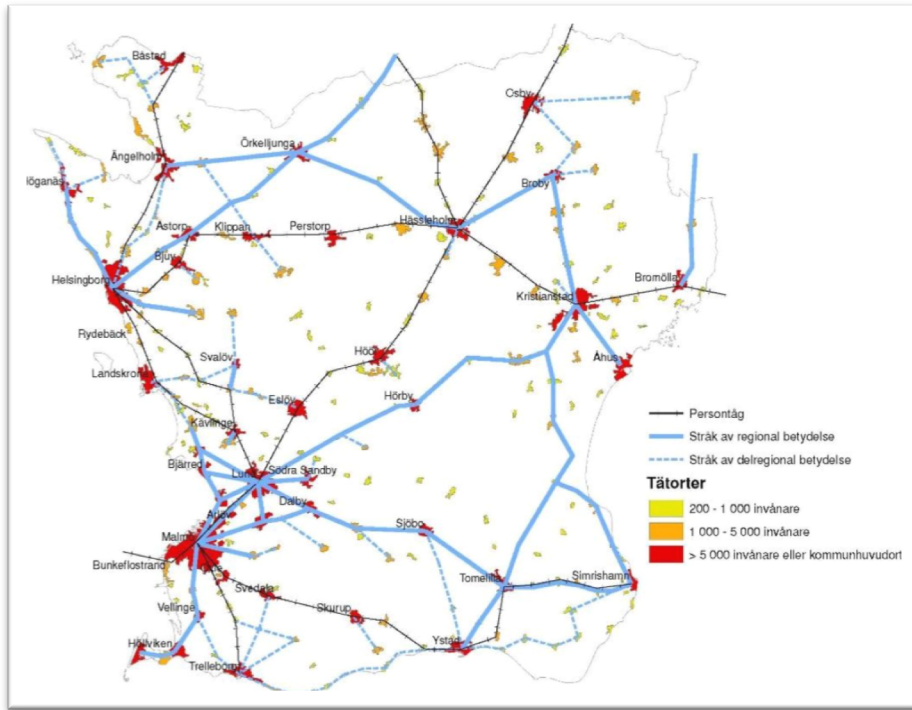 Båstad
Osby
Örkelljunga
Ängelholm
Höganäs
Broby
Hässleholm
Åstorp
Klippan
Perstorp
Bjuv
Helsingborg
Bromölla
Kristianstad
Rydebäck
Svalöv
Höör
Åhus
Landskrona
Hörby
Eslöv
Kävlinge
Bjärred
Lund
Södra Sandby
Dalby
Sjöbo
Malmö
Bunkeflostrand
Tomelilla
Simrishamn
Svedala
Skurup
Vellinge
Ystad
Höllviken
Trelleborg
Persontåg
Stråk av regional betydelse
Stråk av delregional betydelse
Tätorter
200 - 1 000 invånare
1 000 - 5 000 invånare
> 5 000 invånare eller kommunhuvudort